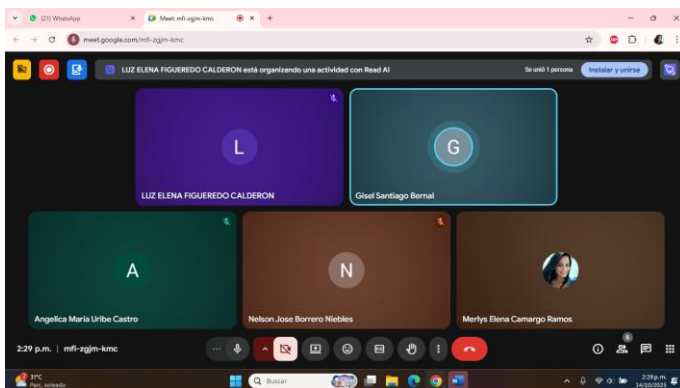 (21) WhatsApp
Meet: mfi-zgjm-kmc
meet.google.com/mfi-zgjm-kmc
LUZ ELENA FIGUEREDO CALDERON está organizando una actividad con Read AI
Se unió 1 persona
Instalar y unirse
L
LUZ ELENA FIGUEREDO CALDERON
G
Gisel Santiago Bernal
A
Angelica Maria Uribe Castro
N
Nelson Jose Borrero Niebles
Merlys Elena Camargo Ramos
2:29 p.m. | mfi-zgjm-kmc
5
31°C
Parc. soleado
Buscar
2:29 p.m.
14/10/2025